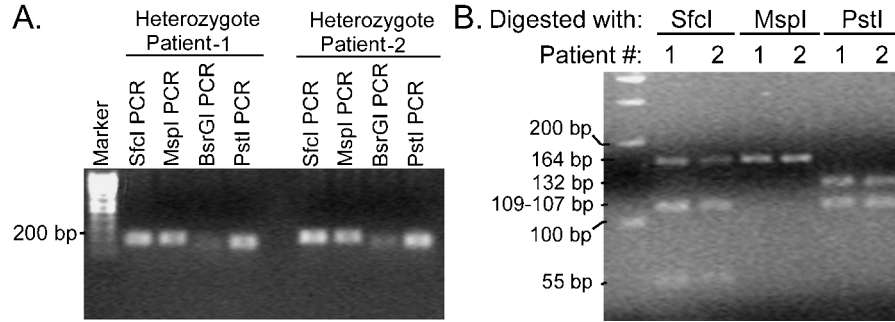 A.
Heterozygote Patient-1
Heterozygote Patient-2
Marker
SfcI PCR
MspI PCR
BsrGI PCR
PstI PCR
SfcI PCR
MspI PCR
BsrGI PCR
PstI PCR
200 bp
B.
Digested with: SfcI MspI PstI
Patient #: 1 2 1 2 1 2
200 bp
164 bp
132 bp
109-107 bp
100 bp
55 bp